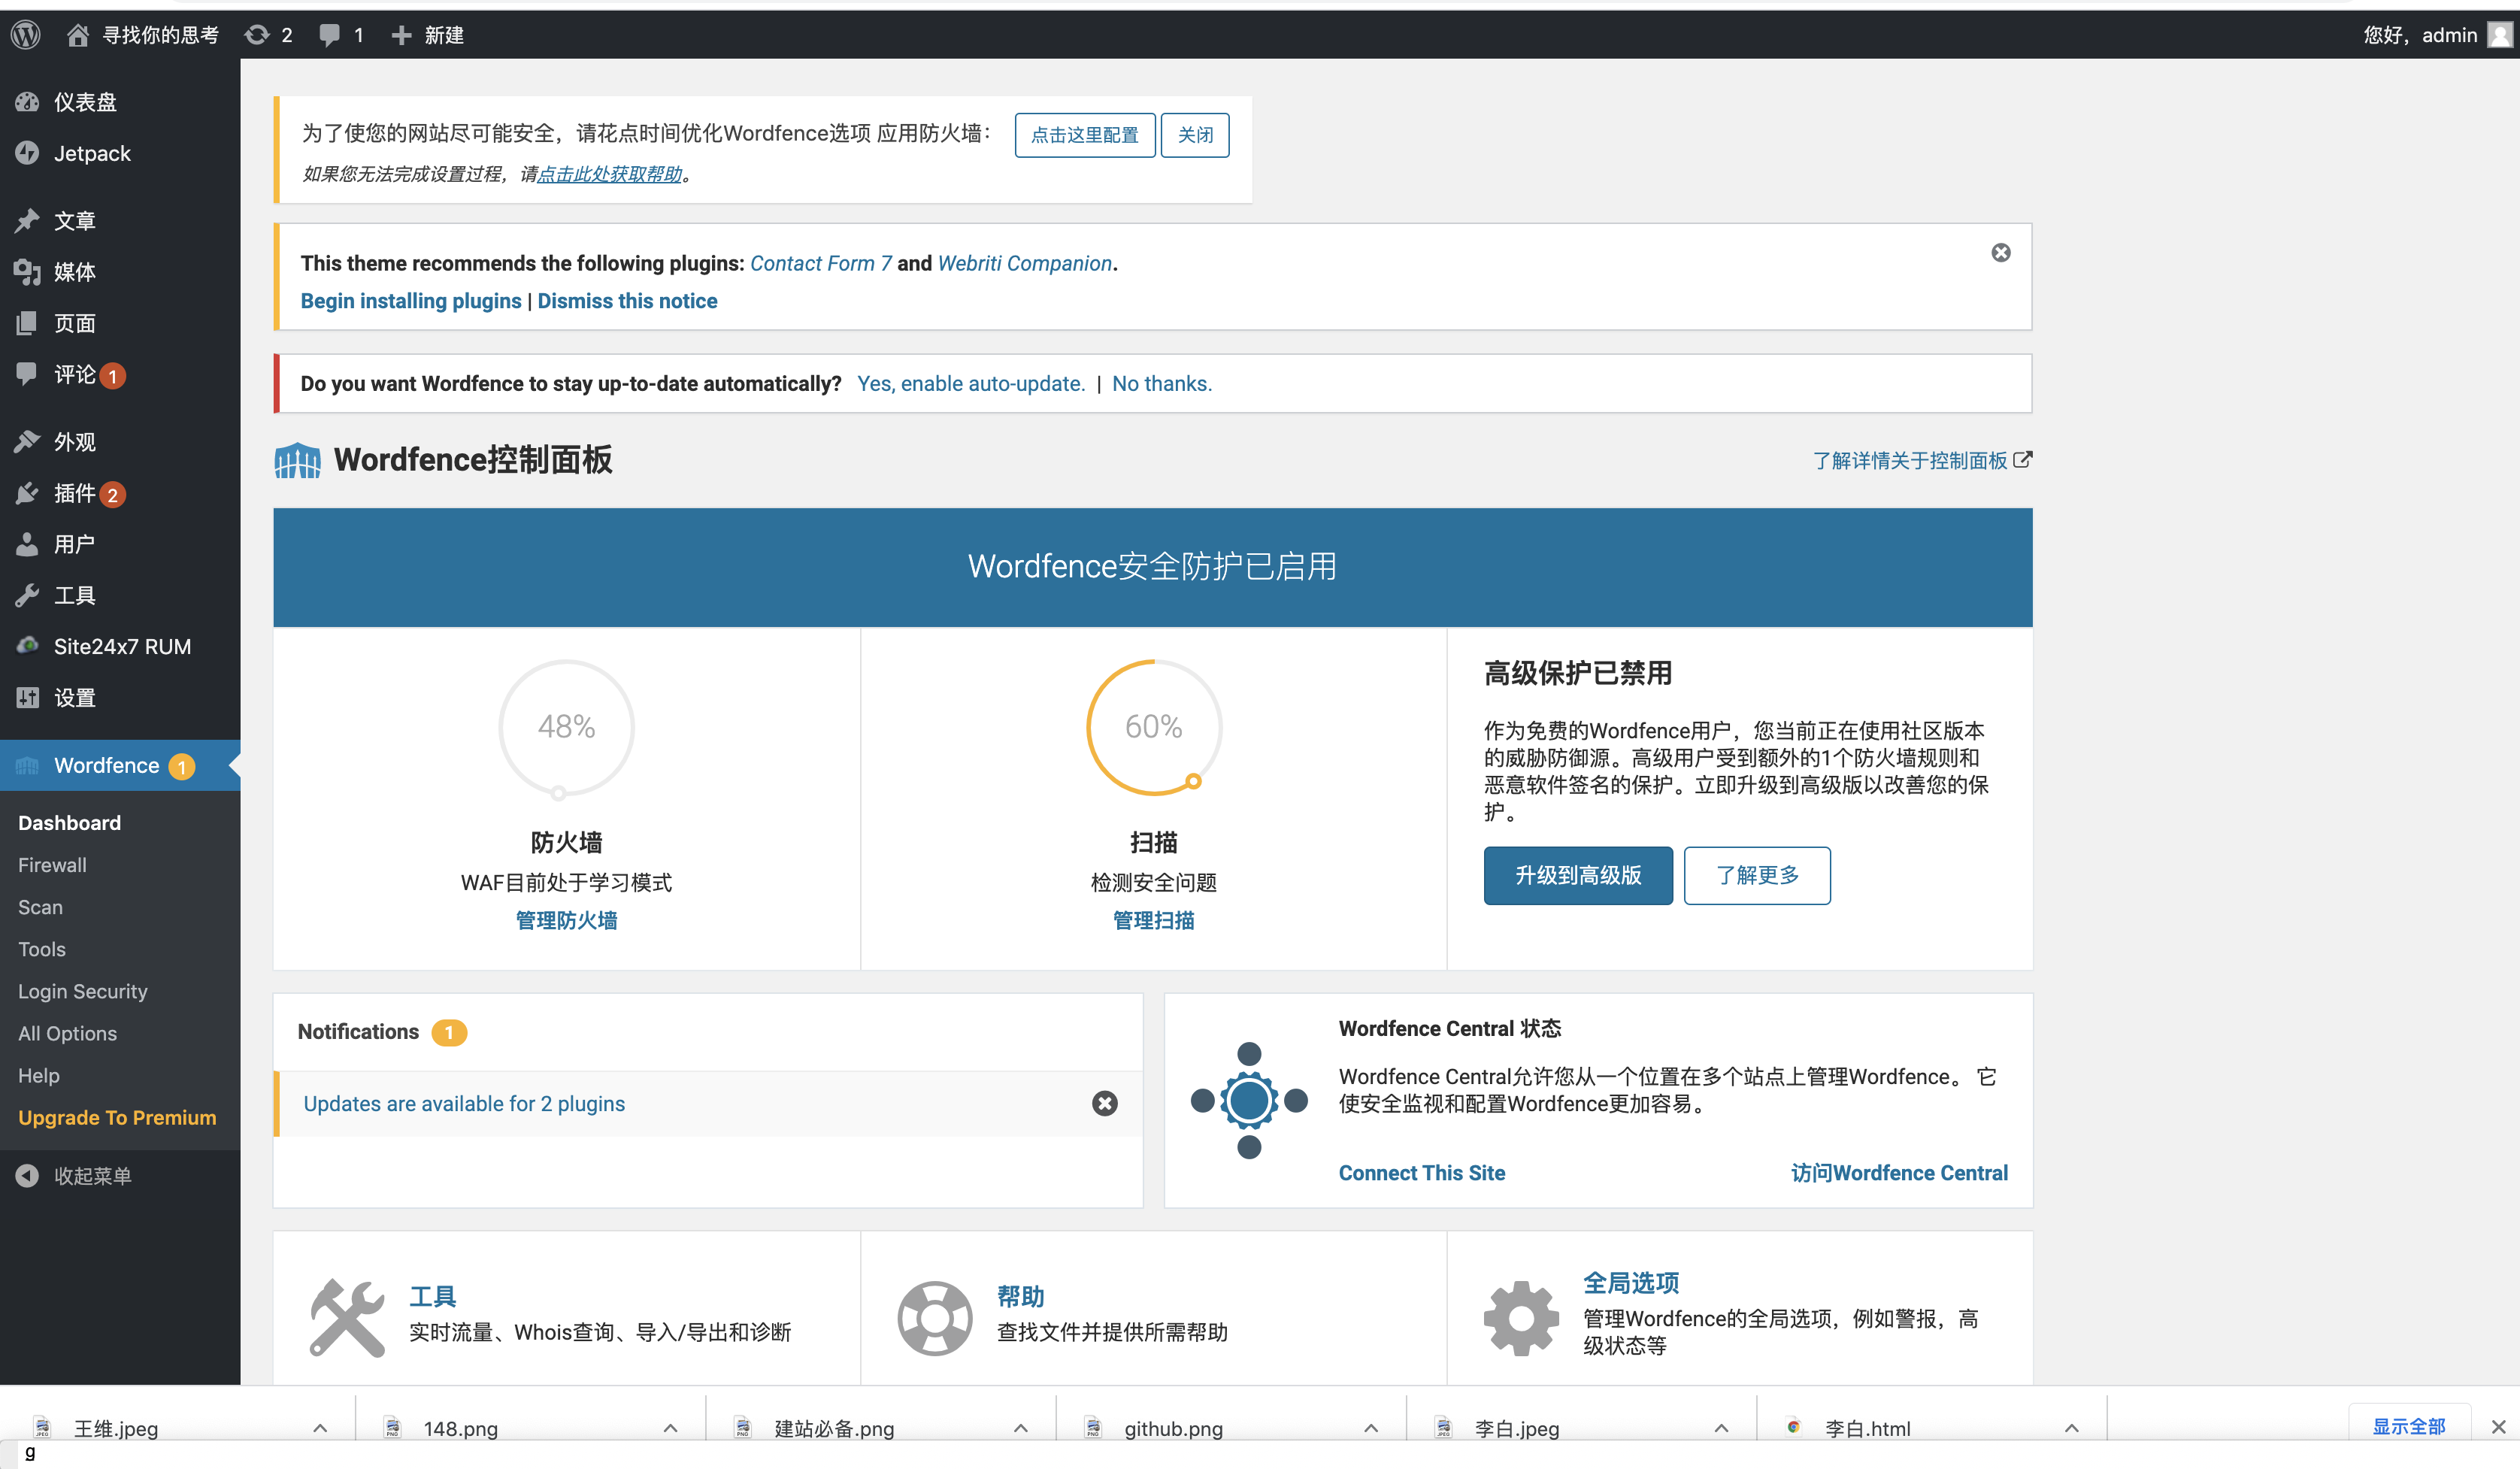 寻找你的思考 2 1 新建 您好，admin
仪表盘
Jetpack
文章
媒体
页面
评论 1
外观
插件 2
用户
工具
Site24x7 RUM
设置
Wordfence 1
Dashboard
Firewall
Scan
Tools
Login Security
All Options
Help
Upgrade To Premium
收起菜单
为了使您的网站尽可能安全，请花点时间优化Wordfence选项 应用防火墙： 点击这里配置 关闭
如果您无法完成设置过程，请点击此处获取帮助。
This theme recommends the following plugins: Contact Form 7 and Webriti Companion.
Begin installing plugins | Dismiss this notice
Do you want Wordfence to stay up-to-date automatically? Yes, enable auto-update. | No thanks.
Wordfence控制面板
了解详情关于控制面板
Wordfence安全防护已启用
48%
防火墙
WAF目前处于学习模式
管理防火墙
60%
扫描
检测安全问题
管理扫描
高级保护已禁用
作为免费的Wordfence用户，您当前正在使用社区版本
的威胁防御源。高级用户受到额外的1个防火墙规则和
恶意软件签名的保护。立即升级到高级版以改善您的保
护。
升级到高级版 了解更多
Notifications 1
Updates are available for 2 plugins
Wordfence Central 状态
Wordfence Central允许您从一个位置在多个站点上管理Wordfence。 它
使安全监视和配置Wordfence更加容易。
Connect This Site 访问Wordfence Central
工具
实时流量、Whois查询、导入/导出和诊断
帮助
查找文件并提供所需帮助
全局选项
管理Wordfence的全局选项，例如警报，高
级状态等
王维.jpeg 148.png 建站必备.png github.png 李白.jpeg 李白.html 显示全部
g